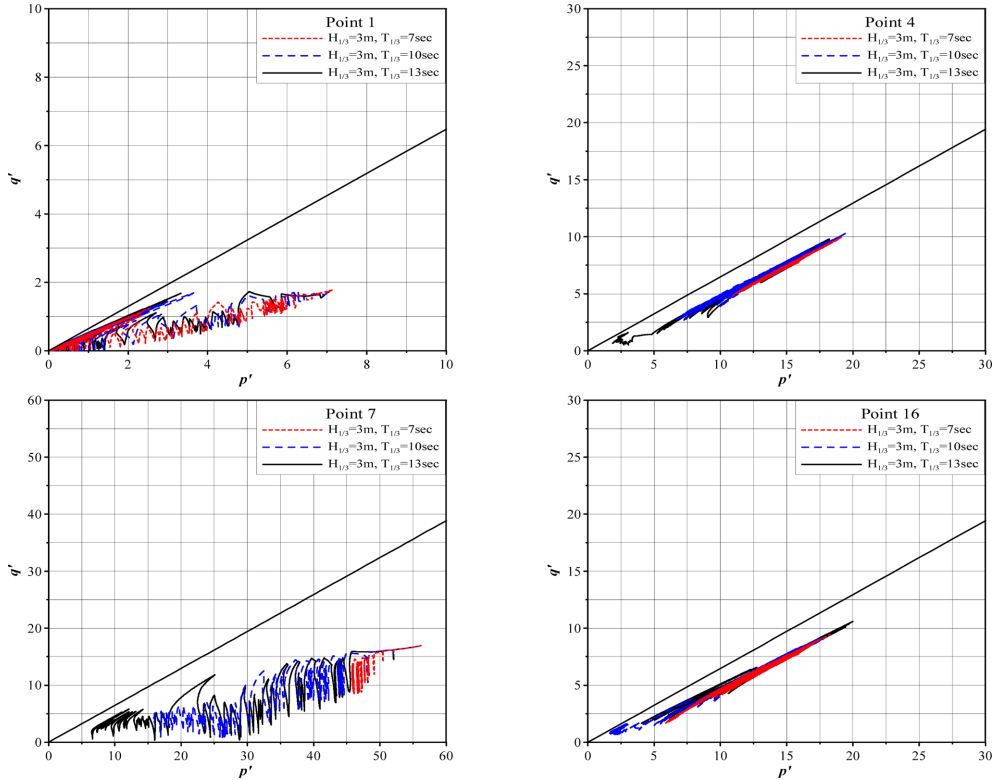 Point 1
H1/3=3m, T1/3=7sec
H1/3=3m, T1/3=10sec
H1/3=3m, T1/3=13sec
10
8
6
4
2
0
q'
0 2 4 6 8 10
p'
Point 4
H1/3=3m, T1/3=7sec
H1/3=3m, T1/3=10sec
H1/3=3m, T1/3=13sec
30
25
20
15
10
5
0
q'
0 5 10 15 20 25 30
p'
Point 7
H1/3=3m, T1/3=7sec
H1/3=3m, T1/3=10sec
H1/3=3m, T1/3=13sec
60
50
40
30
20
10
0
q'
0 10 20 30 40 50 60
p'
Point 16
H1/3=3m, T1/3=7sec
H1/3=3m, T1/3=10sec
H1/3=3m, T1/3=13sec
30
25
20
15
10
5
0
q'
0 5 10 15 20 25 30
p'